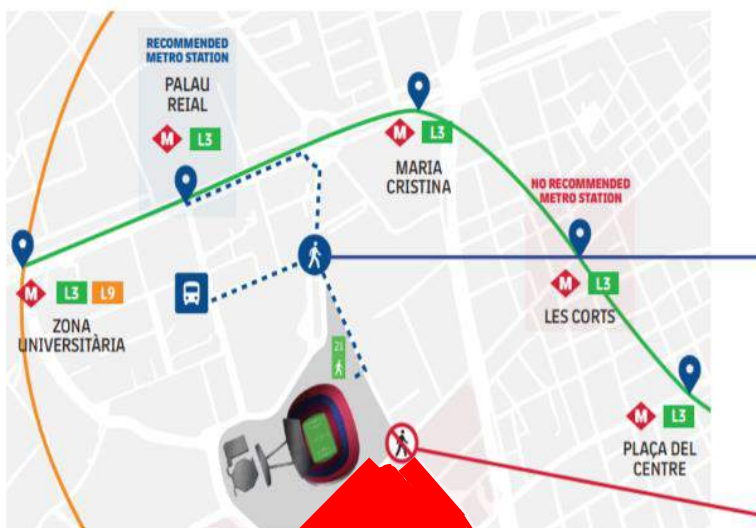 RECOMMENDED
METRO STATION
PALAU
REIAL
M L3
M L3
MARIA
CRISTINA
NO RECOMMENDED
METRO STATION
M L3 L9
ZONA
UNIVERSITÀRIA
M L3
LES CORTS
21
M L3
PLAÇA DEL
CENTRE